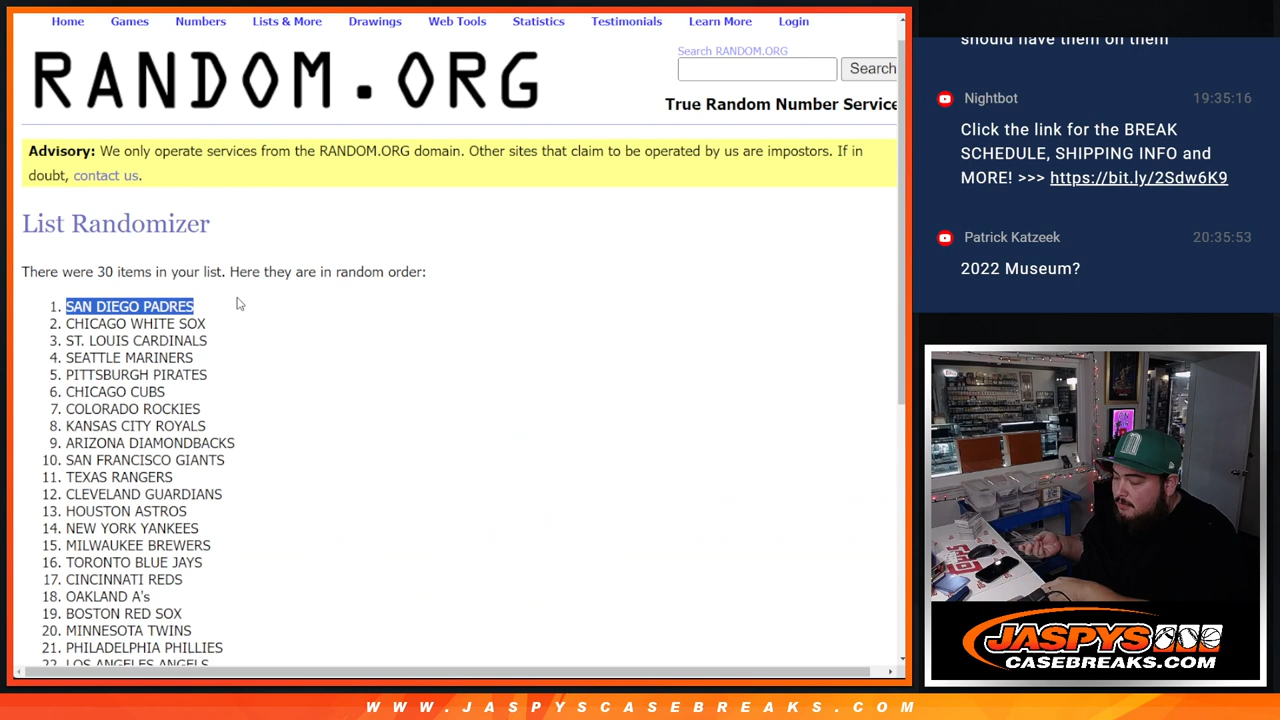 Home Games Numbers Lists & More Drawings Web Tools Statistics Testimonials Learn More Login
RANDOM.ORG
Search RANDOM.ORG
Search
True Random Number Service
Advisory: We only operate services from the RANDOM.ORG domain. Other sites that claim to be operated by us are impostors. If in
doubt, contact us.
List Randomizer
There were 30 items in your list. Here they are in random order:
1. SAN DIEGO PADRES
2. CHICAGO WHITE SOX
3. ST. LOUIS CARDINALS
4. SEATTLE MARINERS
5. PITTSBURGH PIRATES
6. CHICAGO CUBS
7. COLORADO ROCKIES
8. KANSAS CITY ROYALS
9. ARIZONA DIAMONDBACKS
10. SAN FRANCISCO GIANTS
11. TEXAS RANGERS
12. CLEVELAND GUARDIANS
13. HOUSTON ASTROS
14. NEW YORK YANKEES
15. MILWAUKEE BREWERS
16. TORONTO BLUE JAYS
17. CINCINNATI REDS
18. OAKLAND A's
19. BOSTON RED SOX
20. MINNESOTA TWINS
21. PHILADELPHIA PHILLIES
22. LOS ANGELES ANGELS
should have them on them
Nightbot 19:35:16
Click the link for the BREAK
SCHEDULE, SHIPPING INFO and
MORE! >>> https://bit.ly/2Sdw6K9
Patrick Katzeek 20:35:53
2022 Museum?
JASPYS
CASEBREAKS.COM
WWW.JASPYSCASEBREAKS.COM